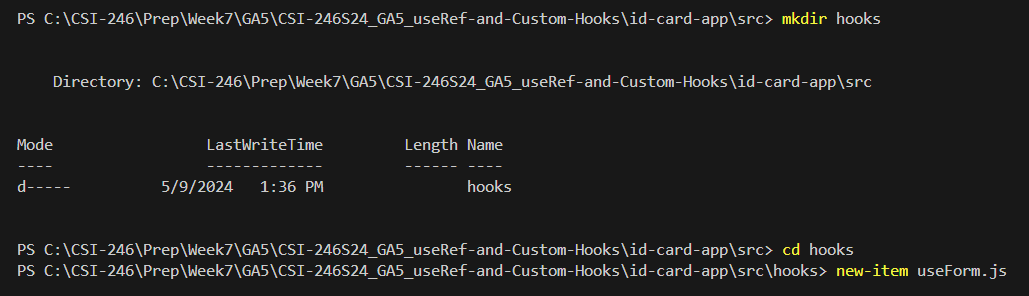 PS C:\CSI-246\Prep\Week7\GA5\CSI-246S24_GA5_useRef-and-Custom-Hooks\id-card-app\src> mkdir hooks
Directory: C:\CSI-246\Prep\Week7\GA5\CSI-246S24_GA5_useRef-and-Custom-Hooks\id-card-app\src
Mode LastWriteTime Length Name
---- ------------- ------ ----
d----- 5/9/2024 1:36 PM hooks
PS C:\CSI-246\Prep\Week7\GA5\CSI-246S24_GA5_useRef-and-Custom-Hooks\id-card-app\src> cd hooks
PS C:\CSI-246\Prep\Week7\GA5\CSI-246S24_GA5_useRef-and-Custom-Hooks\id-card-app\src\hooks> new-item useForm.js